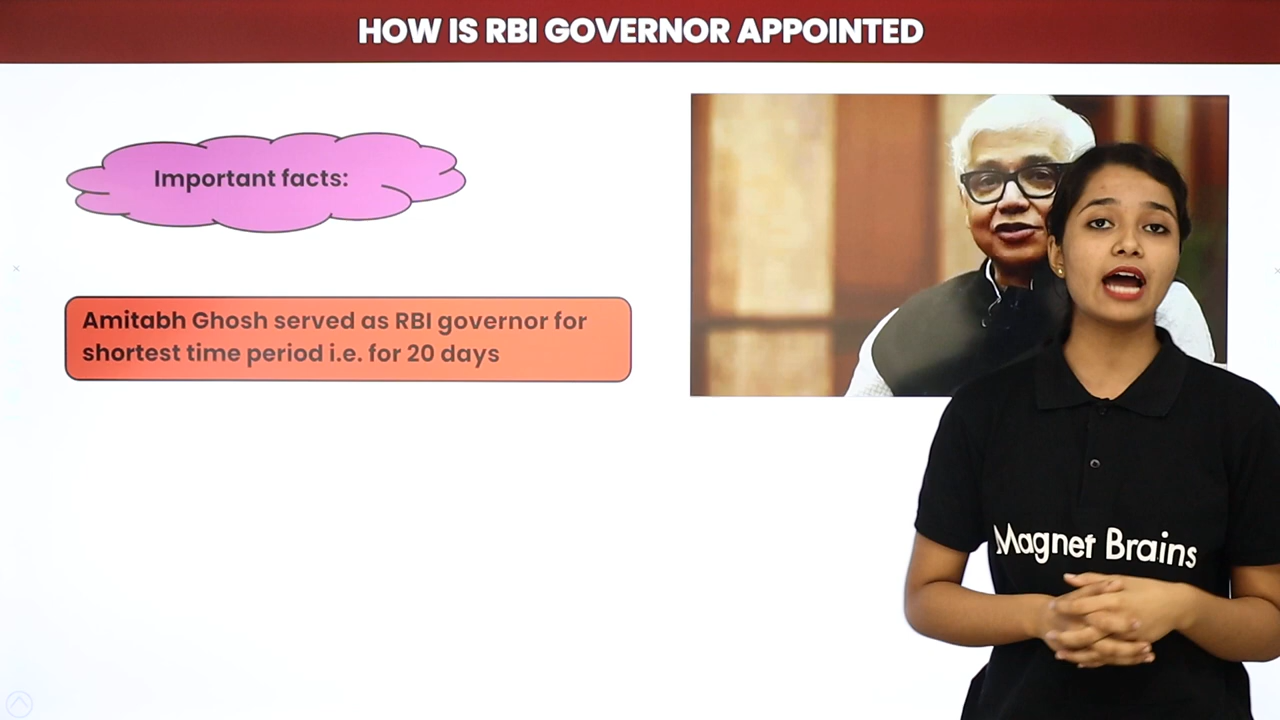 HOW IS RBI GOVERNOR APPOINTED
Important facts:
Amitabh Ghosh served as RBI governor for
shortest time period i.e. for 20 days
Magnet Brains